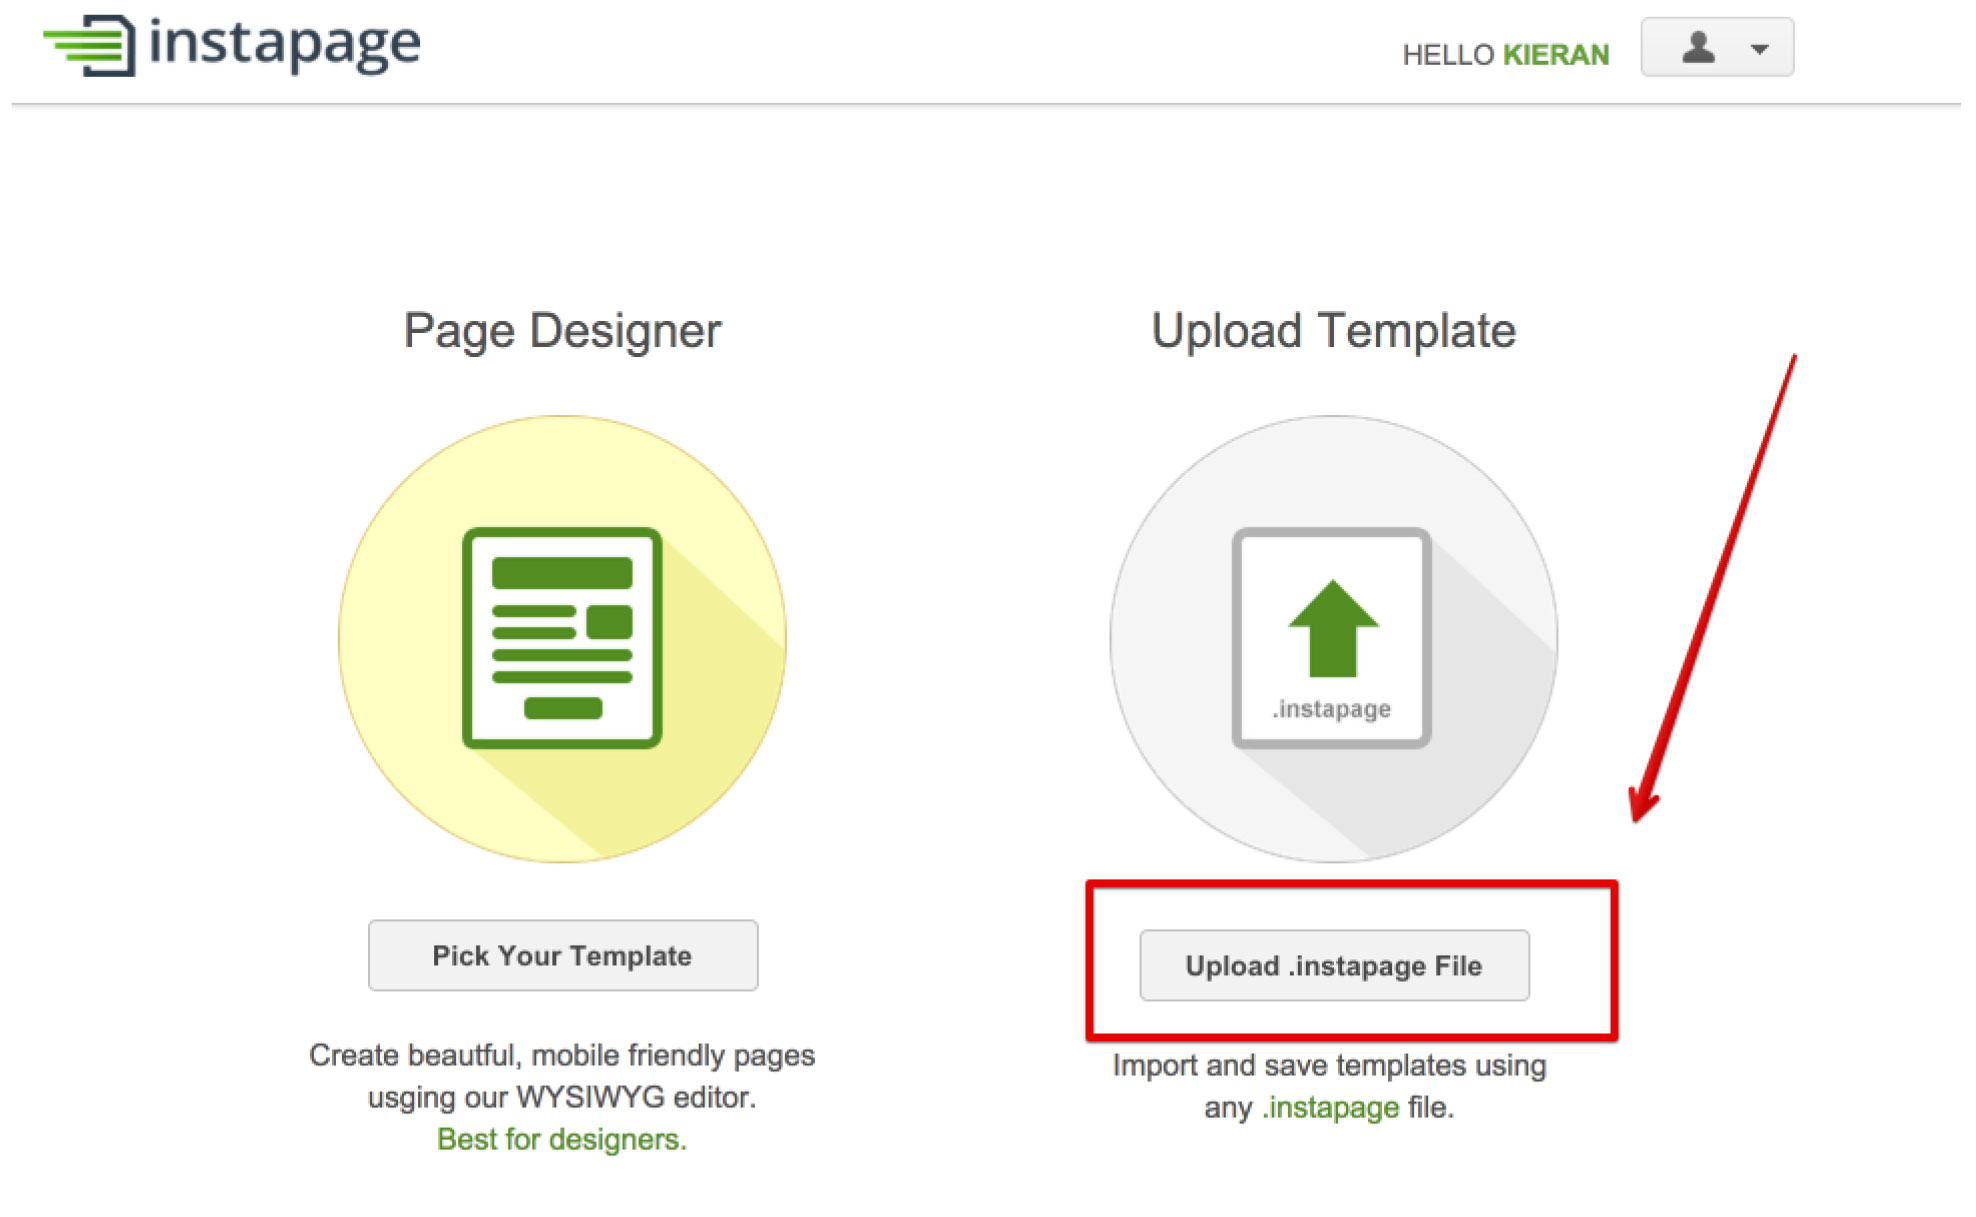 instapage
HELLO KIERAN
Page Designer
Upload Template
.instapage
Pick Your Template
Upload .instapage File
Create beautful, mobile friendly pages
usging our WYSIWYG editor.
Best for designers.
Import and save templates using
any .instapage file.